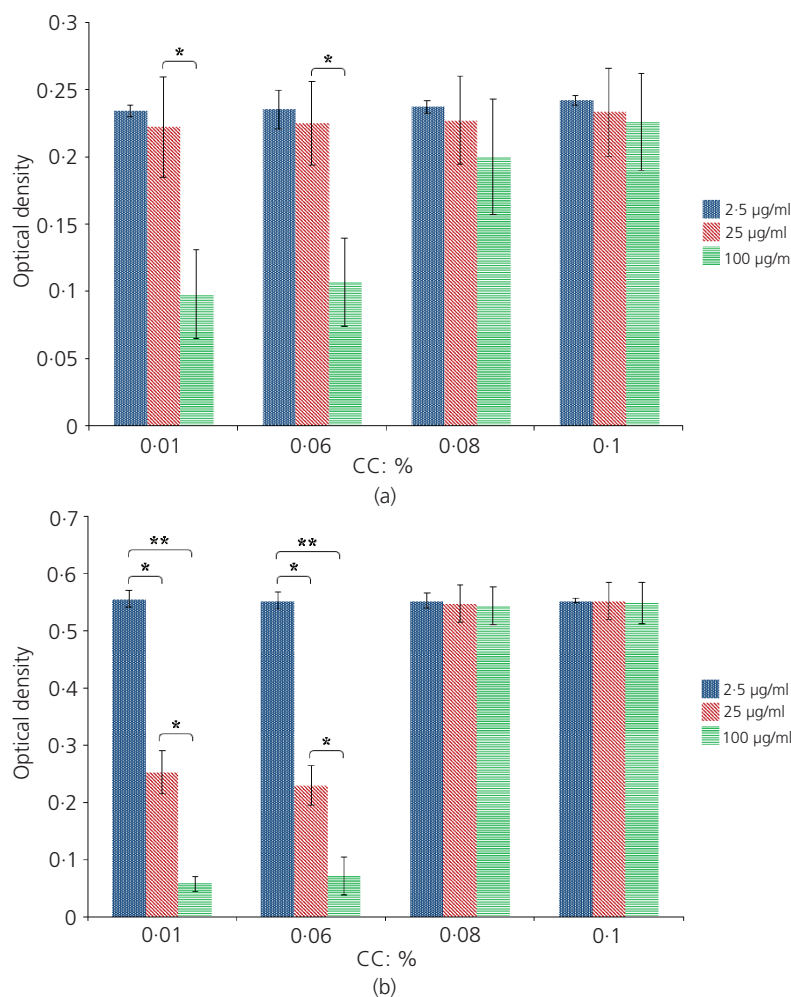 0·3
0·25
0·2
0·15
0·1
0·05
0
Optical density
*
*
0·01
0·06
0·08
0·1
CC: %
(a)
2·5 µg/ml
25 µg/ml
100 µg/m
0·7
0·6
0·5
0·4
0·3
0·2
0·1
0
Optical density
**
*
*
**
*
*
0·01
0·06
0·08
0·1
CC: %
(b)
2·5 µg/ml
25 µg/ml
100 µg/ml